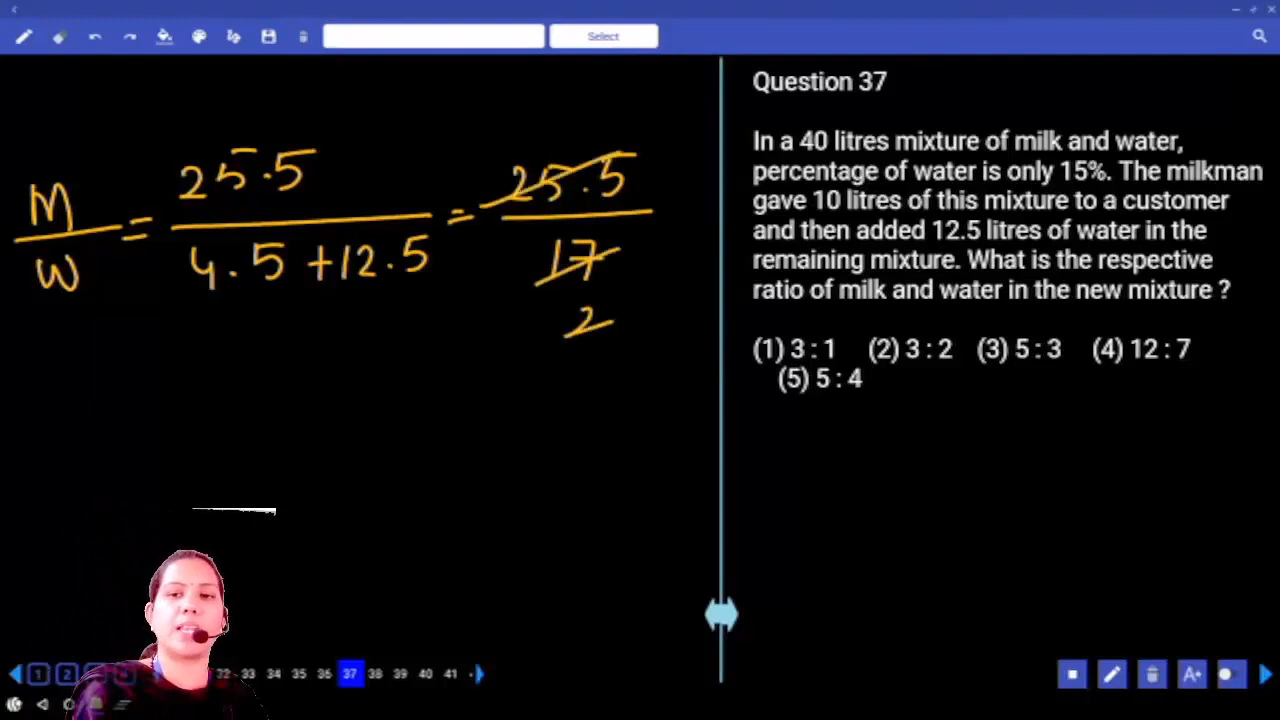 Select
Question 37
In a 40 litres mixture of milk and water,
percentage of water is only 15%. The milkman
gave 10 litres of this mixture to a customer
and then added 12.5 litres of water in the
remaining mixture. What is the respective
ratio of milk and water in the new mixture ?
(1) 3 : 1 (2) 3 : 2 (3) 5 : 3 (4) 12 : 7
(5) 5 : 4
M/W = 25.5/4.5+12.5 = 25.5/17
2
1 2 32 33 34 35 36 37 38 39 40 41
A+